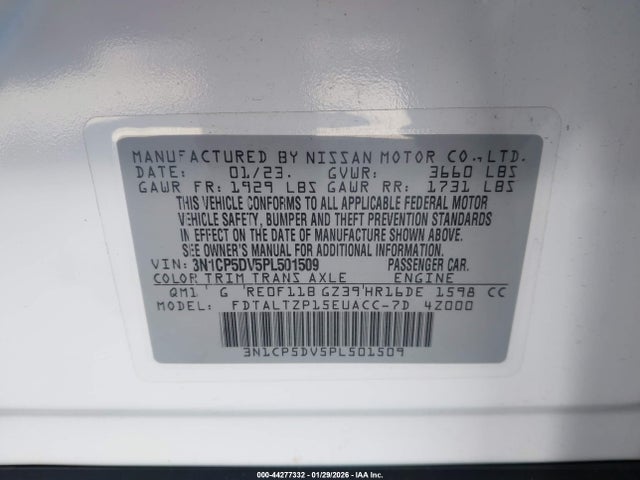 MANUFACTURED BY NISSAN MOTOR CO.,LTD.
DATE: 01/23. GVWR: 3660 LBS
GAWR FR: 1929 LBS GAWR RR: 1731 LBS
THIS VEHICLE CONFORMS TO ALL APPLICABLE FEDERAL MOTOR
VEHICLE SAFETY, BUMPER AND THEFT PREVENTION STANDARDS
IN EFFECT ON THE DATE OF MANUFACTURE SHOWN ABOVE.
SEE OWNER'S MANUAL FOR ADDITIONAL INFORMATION.
VIN: 3N1CP5DV5PL501509 PASSENGER CAR.
COLOR TRIM TRANS AXLE ENGINE
QM1 G RE0F11B GZ39 HR16DE 1598 CC
MODEL: FDTALTZP15EUACC-7D 4Z000
3N1CP5DV5PL501509
000-44277332 | 01/29/2026 | IAA Inc.